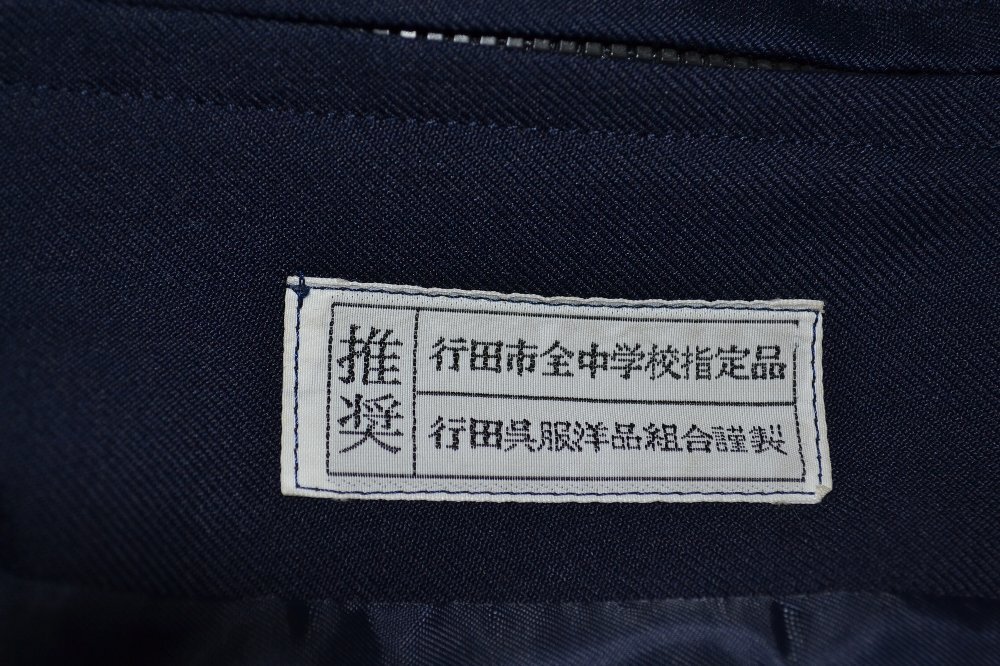 推奨
行田市全中学校指定品
行田呉服洋品組合謹製